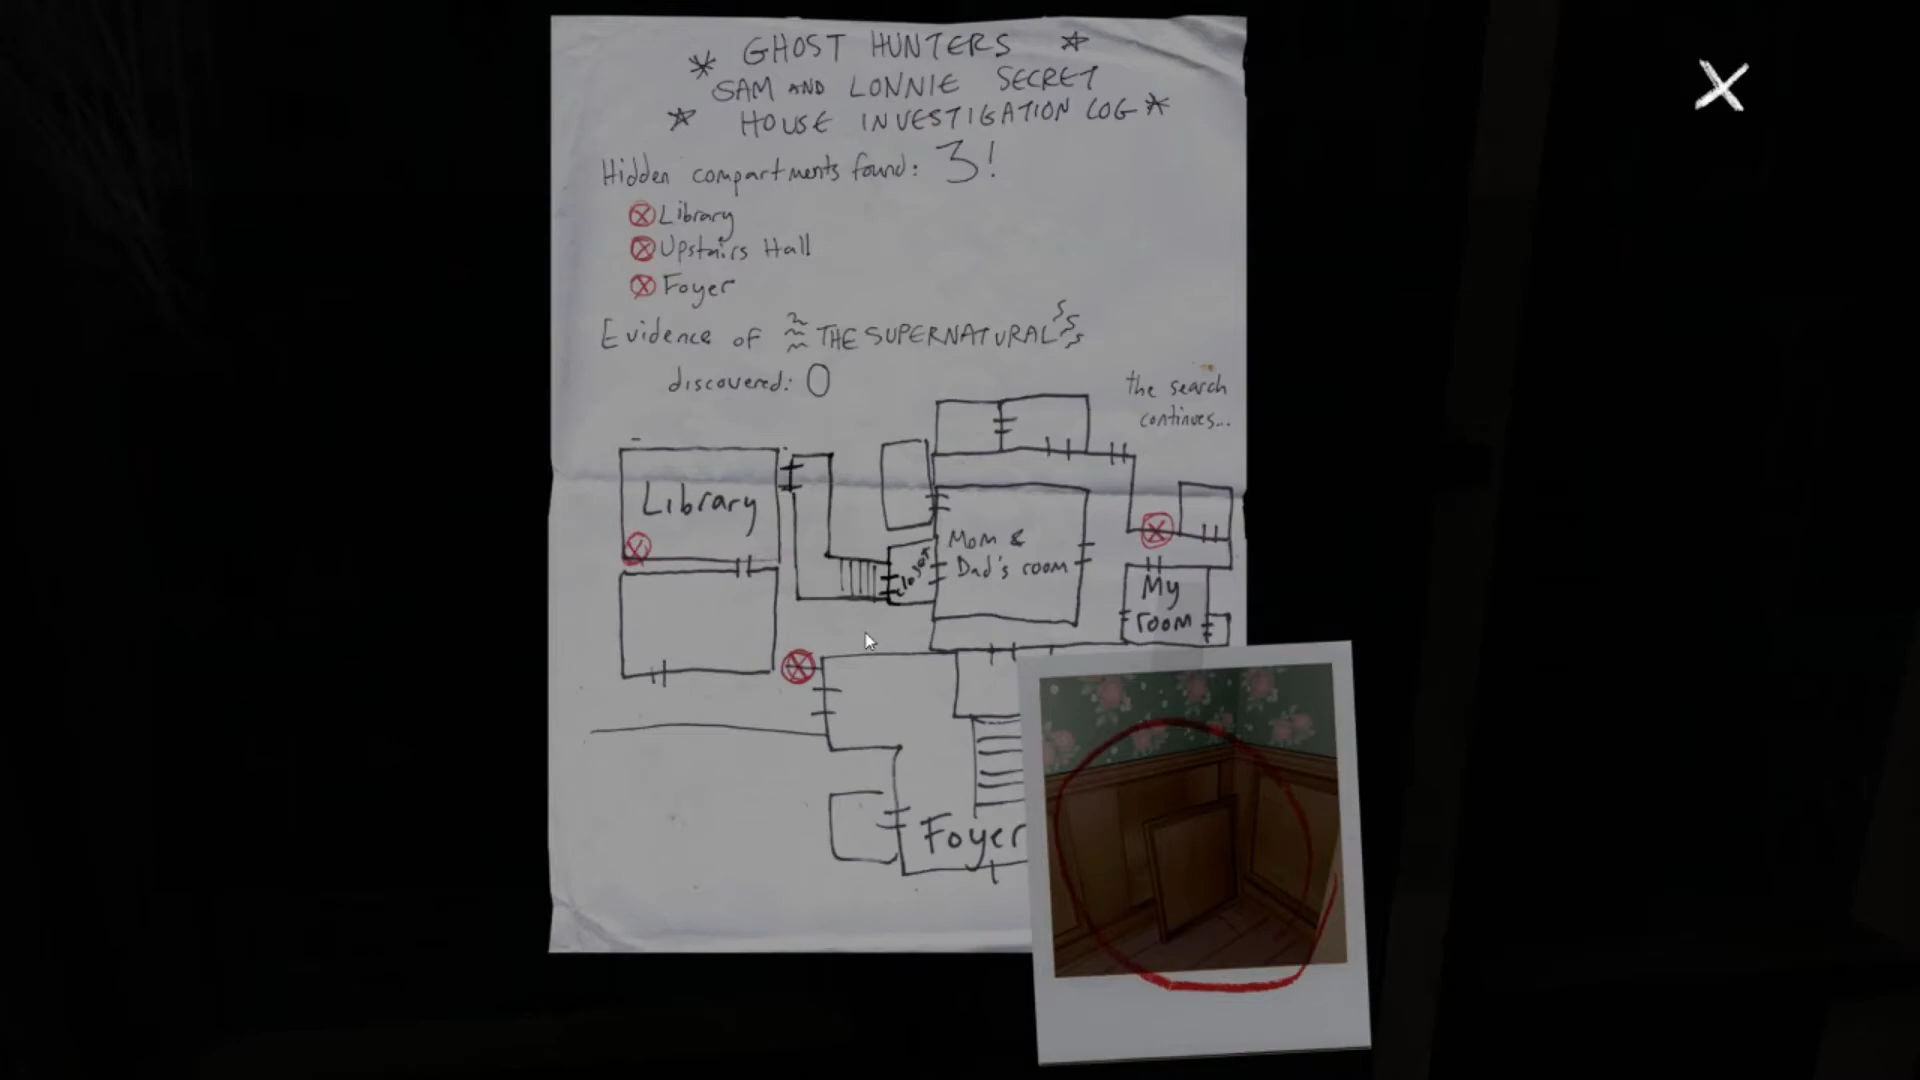 GHOST HUNTERS
SAM AND LONNIE SECRET
HOUSE INVESTIGATION LOG
Hidden compartments found: 3!
Library
Upstairs Hall
Foyer
Evidence of THE SUPERNATURAL
discovered: 0
the search
continues...
Library
Mom &
Dad's room
closet
My
room
Foyer